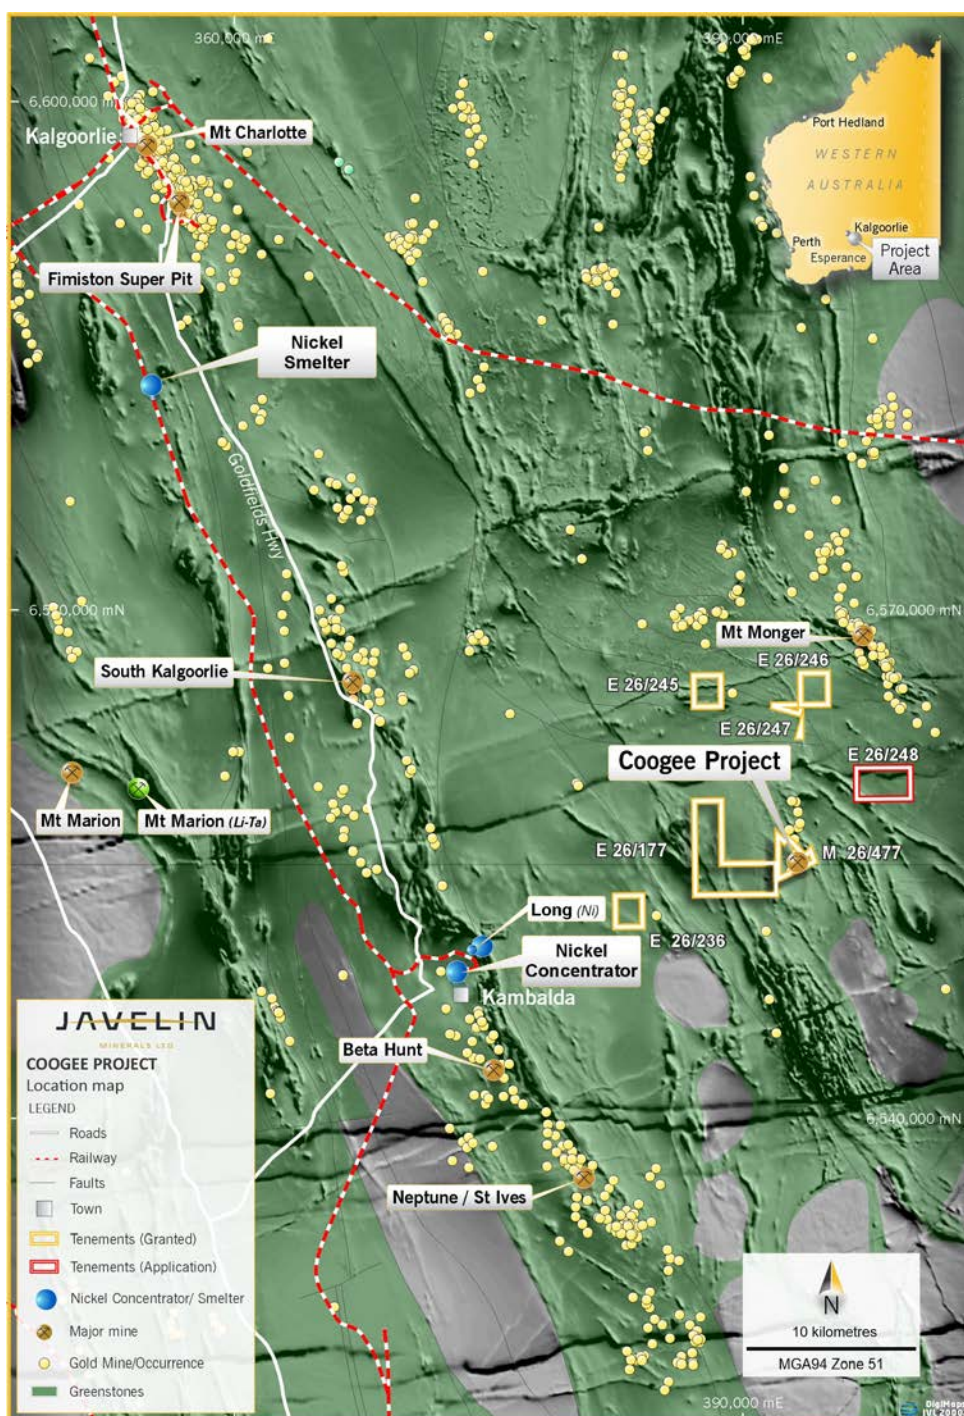 360,000 mE
390,000 mE
6,600,000 m
Kalgoorlie
Mt Charlotte
Port Hedland
WESTERN
AUSTRALIA
Kalgoorlie
Perth
Esperance
Project
Area
Fimiston Super Pit
Nickel
Smelter
Goldfields Hwy
6,570,000 mN
6,570,000 mN
Mt Monger
South Kalgoorlie
E 26/245
E 26/246
E 26/247
Coogee Project
E 26/248
Mt Marion
Mt Marion (Li-Ta)
E 26/177
M 26/477
Long (Ni)
E 26/236
Nickel
Concentrator
Kambalda
Beta Hunt
6,540,000 mN
Neptune / St Ives
JAVELIN
MINERALS LTD
COOGEE PROJECT
Location map
LEGEND
Roads
Railway
Faults
Town
Tenements (Granted)
Tenements (Application)
Nickel Concentrator/ Smelter
Major mine
Gold Mine/Occurrence
Greenstones
N
10 kilometres
MGA94 Zone 51
390,000 mE
DigiMaps